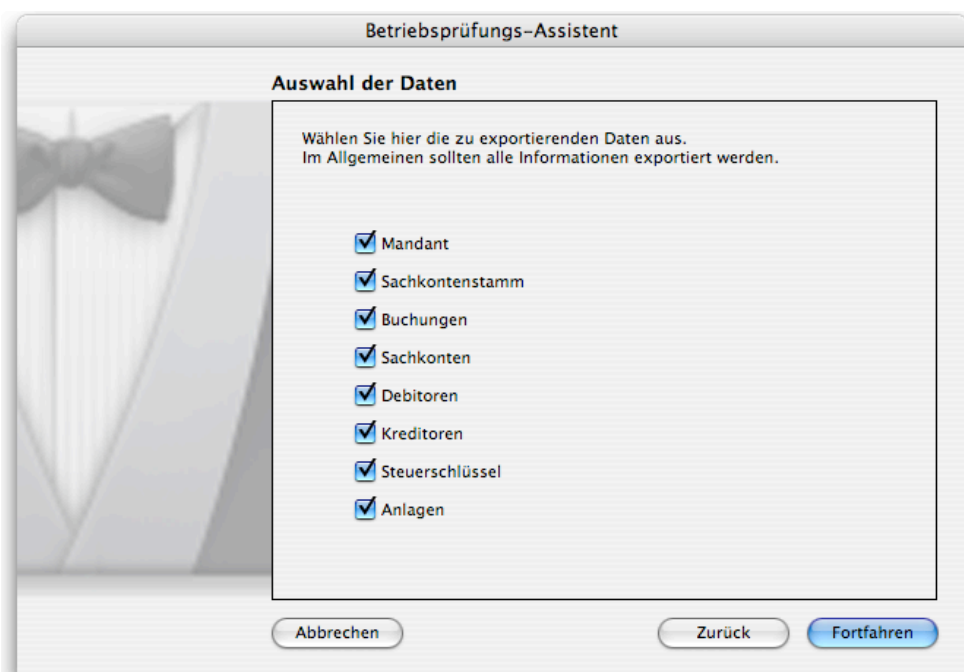 Betriebsprüfungs-Assistent
Auswahl der Daten
Wählen Sie hier die zu exportierenden Daten aus.
Im Allgemeinen sollten alle Informationen exportiert werden.
Mandant
Sachkontenstamm
Buchungen
Sachkonten
Debitoren
Kreditoren
Steuerschlüssel
Anlagen
Abbrechen
Zurück
Fortfahren